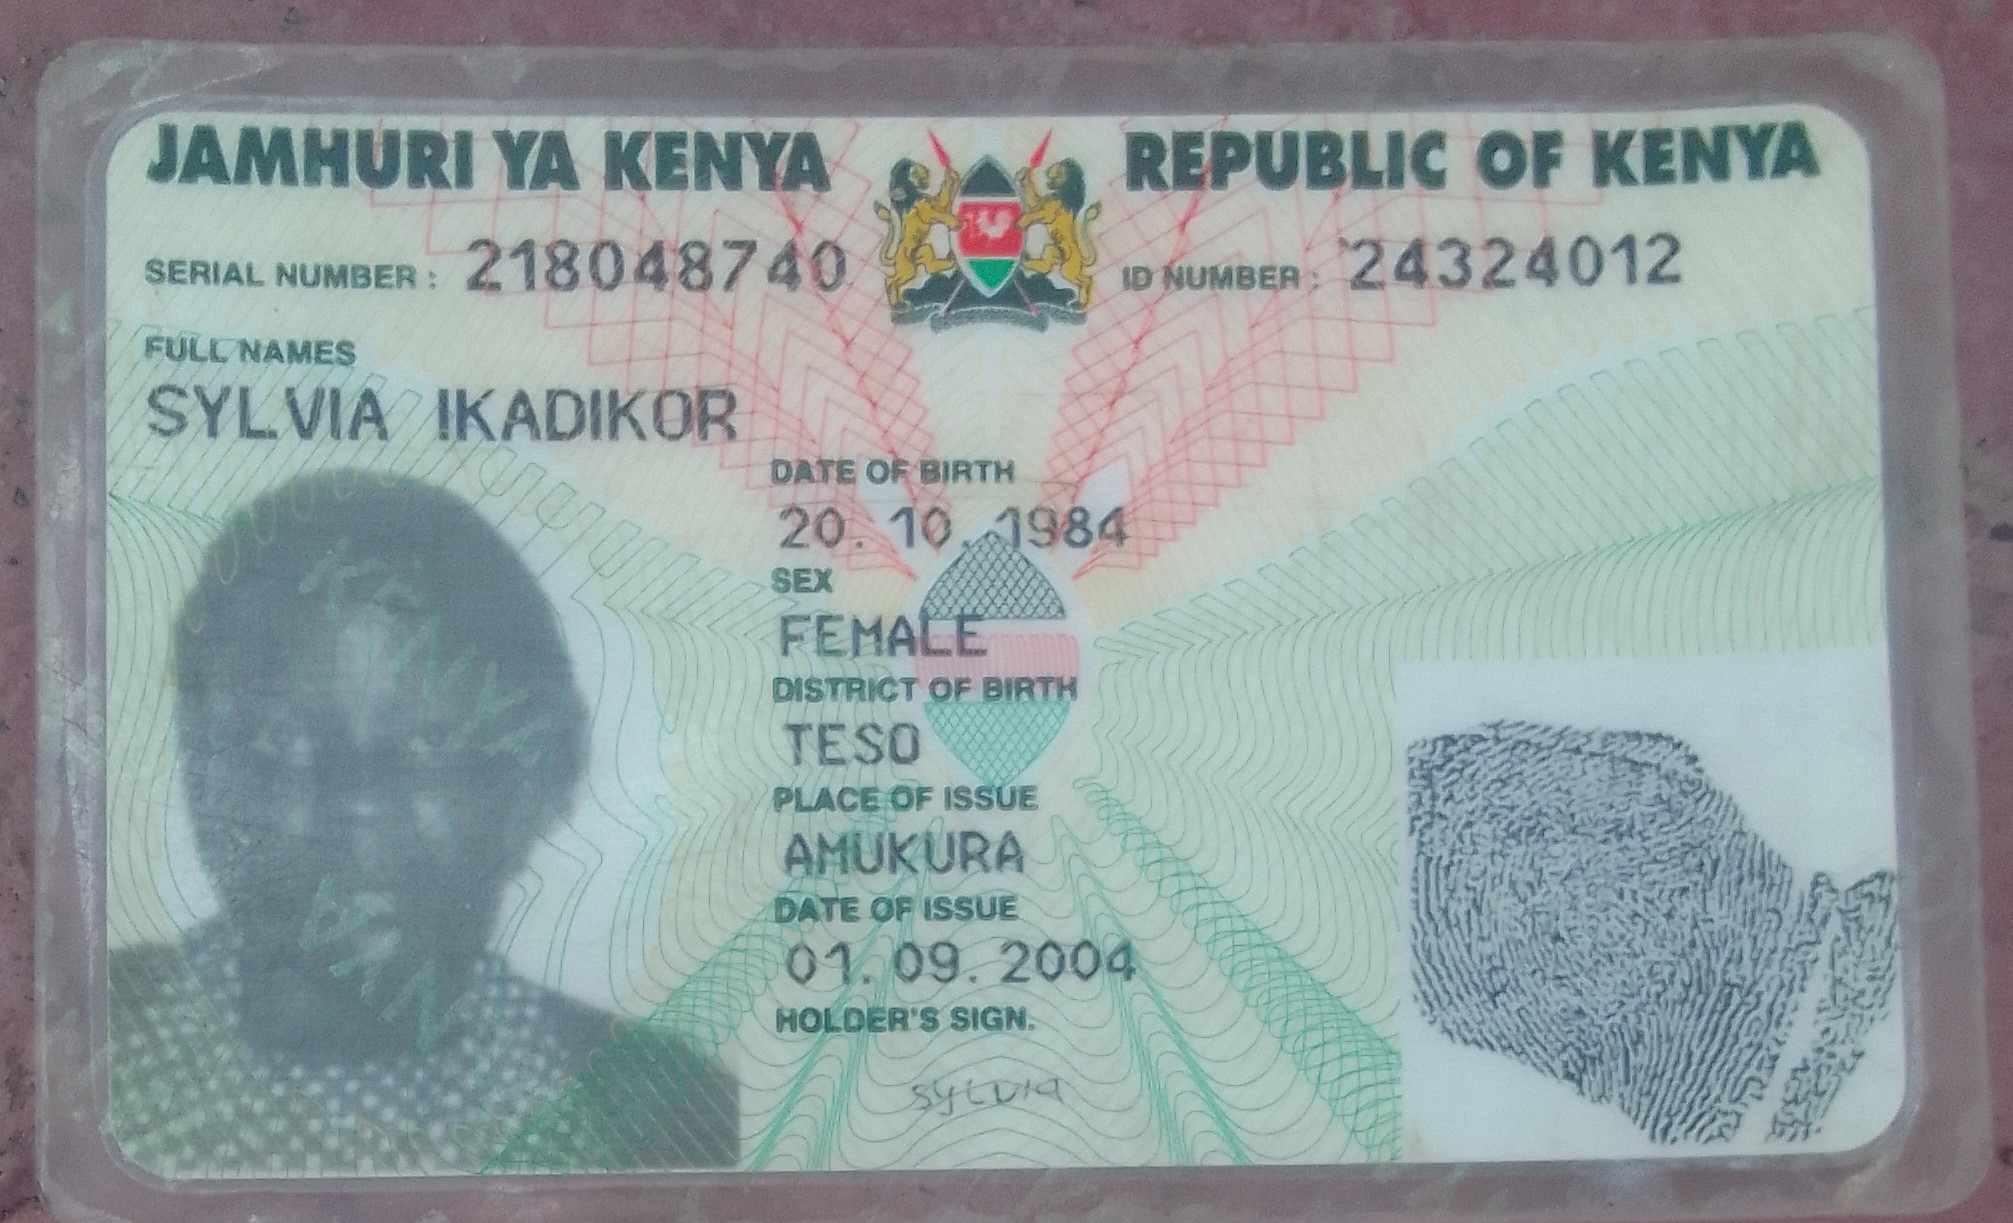 JAMHURI YA KENYA REPUBLIC OF KENYA
SERIAL NUMBER : 218048740 ID NUMBER : 24324012
FULL NAMES
SYLVIA IKADIKOR
DATE OF BIRTH
20. 10. 1984
SEX
FEMALE
DISTRICT OF BIRTH
TESO
PLACE OF ISSUE
AMUKURA
DATE OF ISSUE
01. 09. 2004
HOLDER'S SIGN.
sylvia